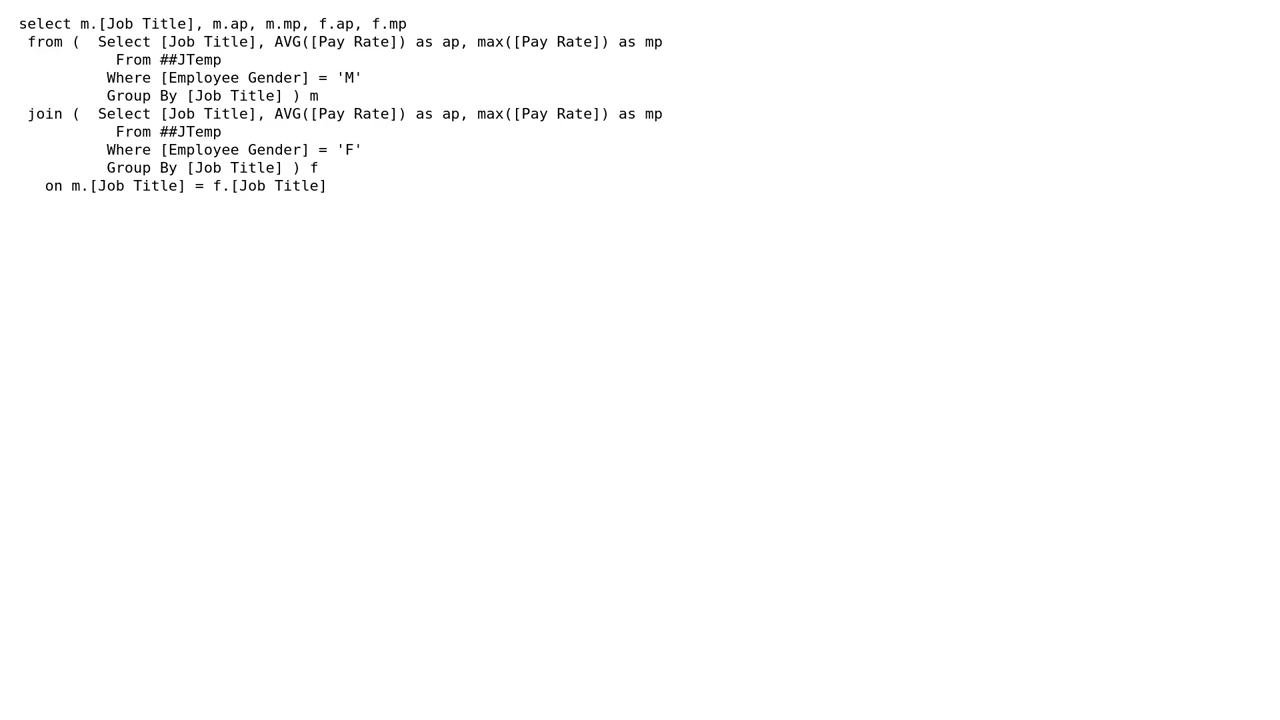 select m.[Job Title], m.ap, m.mp, f.ap, f.mp
 from (  Select [Job Title], AVG([Pay Rate]) as ap, max([Pay Rate]) as mp
           From ##JTemp
          Where [Employee Gender] = 'M'
          Group By [Job Title] ) m
 join (  Select [Job Title], AVG([Pay Rate]) as ap, max([Pay Rate]) as mp
           From ##JTemp
          Where [Employee Gender] = 'F'
          Group By [Job Title] ) f
   on m.[Job Title] = f.[Job Title]